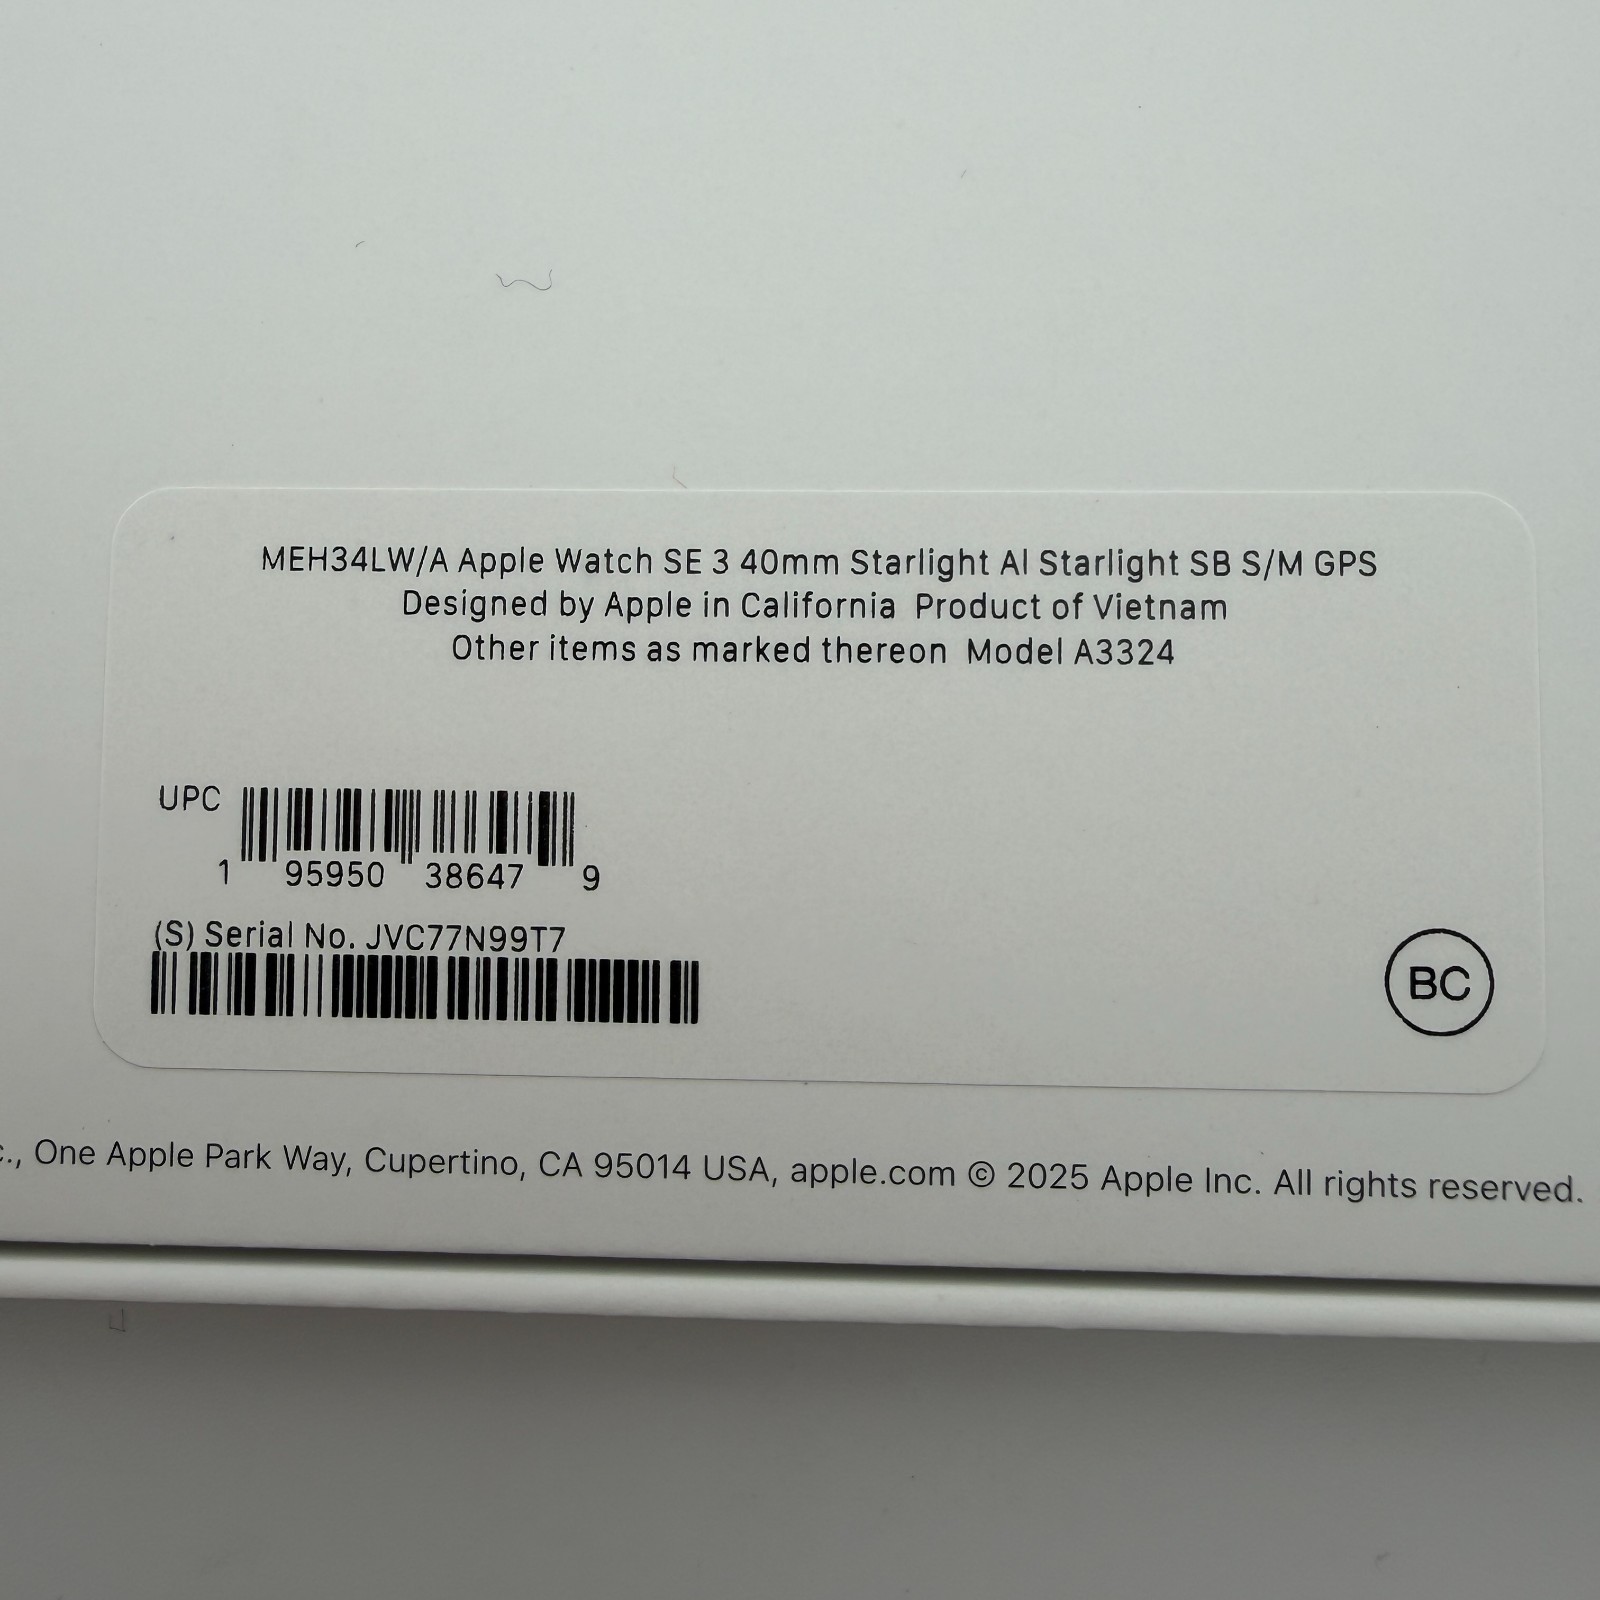 MEH34LW/A Apple Watch SE 3 40mm Starlight Al Starlight SB S/M GPS
Designed by Apple in California Product of Vietnam
Other items as marked thereon Model A3324
UPC
1 95950 38647 9
(S) Serial No. JVC77N99T7
BC
c., One Apple Park Way, Cupertino, CA 95014 USA, apple.com © 2025 Apple Inc. All rights reserved.